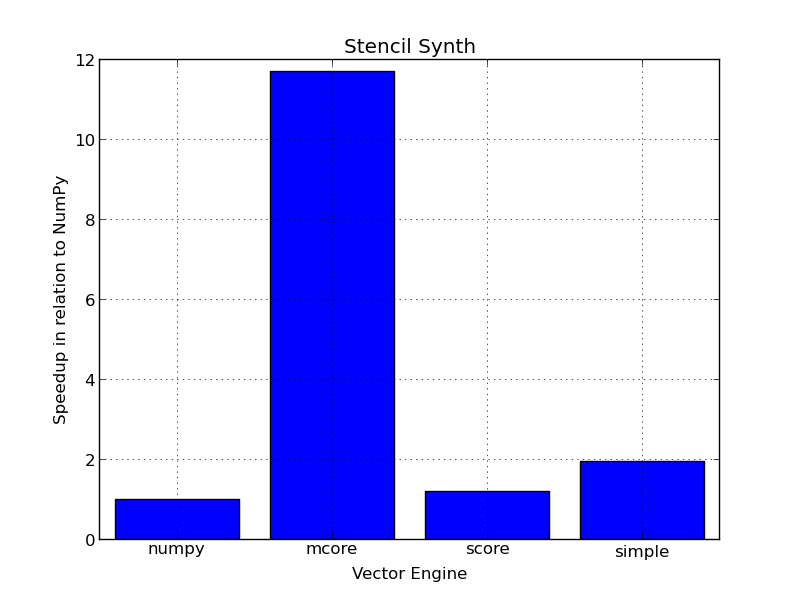 Stencil Synth
12
10
8
6
4
2
0
Speedup in relation to NumPy
numpy mcore score simple
Vector Engine